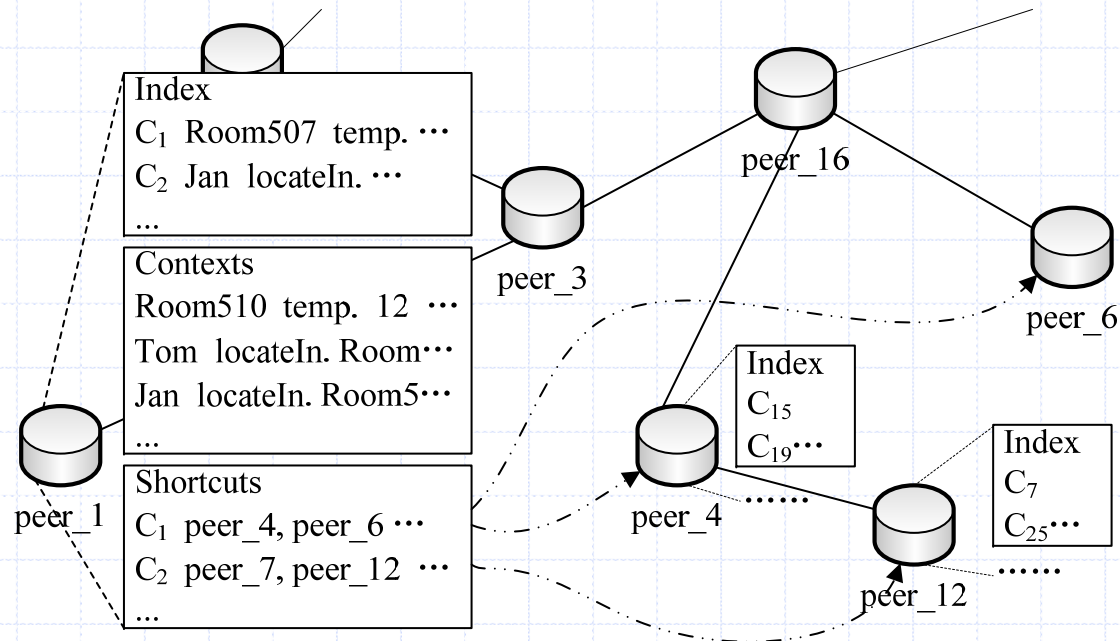 Index
C₁ Room507 temp. ···
C₂ Jan locateIn. ···
...
Contexts
Room510 temp. 12 ···
Tom locateIn. Room···
Jan locateIn. Room5···
...
Shortcuts
C₁ peer_4, peer_6 ···
C₂ peer_7, peer_12 ···
...
peer_1
peer_3
peer_16
peer_6
Index
C₁₅
C₁₉···
······
peer_4
Index
C₇
C₂₅···
······
peer_12